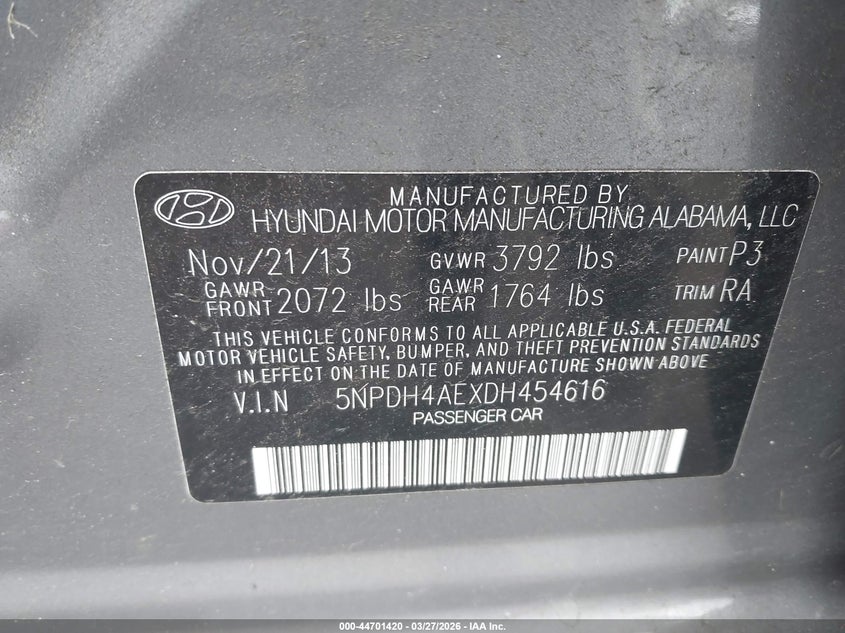 MANUFACTURED BY
HYUNDAI MOTOR MANUFACTURING ALABAMA, LLC
Nov/21/13 GVWR 3792 lbs PAINT P3
GAWR FRONT 2072 lbs GAWR REAR 1764 lbs TRIM RA
THIS VEHICLE CONFORMS TO ALL APPLICABLE U.S.A. FEDERAL
MOTOR VEHICLE SAFETY, BUMPER, AND THEFT PREVENTION STANDARDS
IN EFFECT ON THE DATE OF MANUFACTURE SHOWN ABOVE
V.I.N 5NPDH4AEXDH454616
PASSENGER CAR
000-44701420 - 03/27/2026 - IAA Inc.